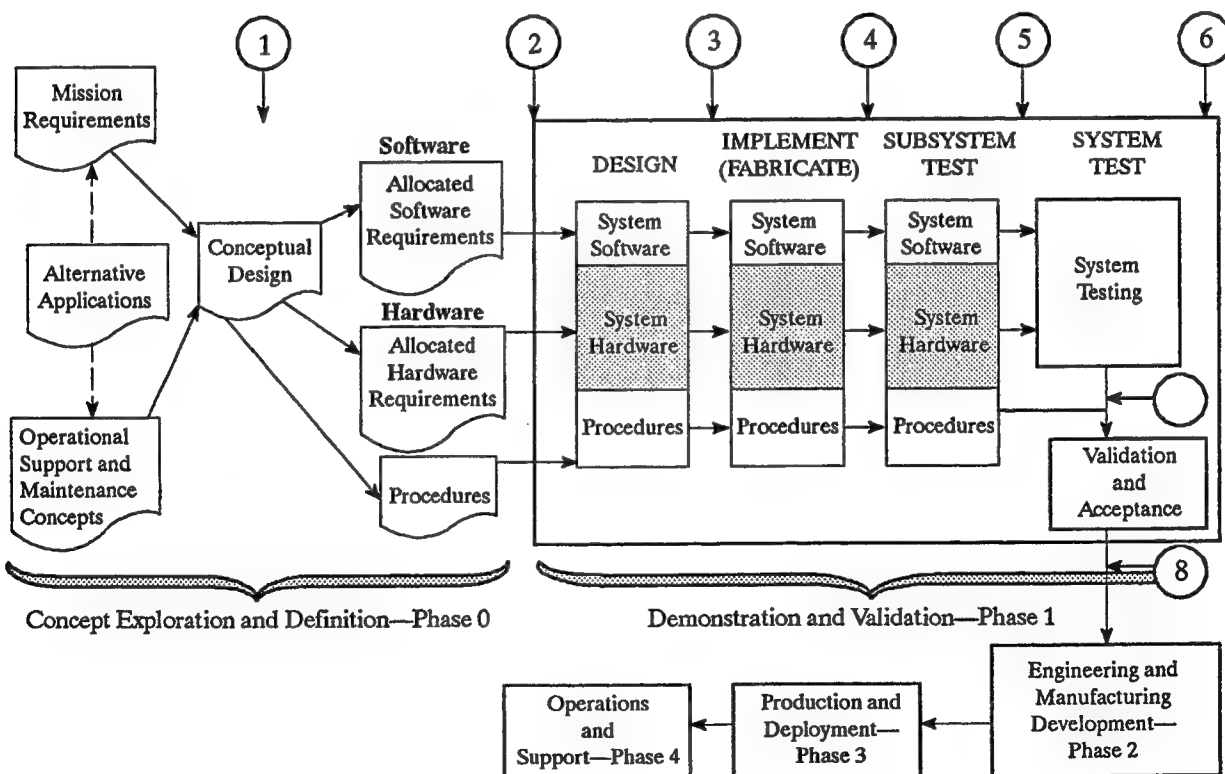 1
2
3
4
5
6
Mission
Requirements
Alternative
Applications
Operational
Support and
Maintenance
Concepts
Conceptual
Design
Software
Allocated
Software
Requirements
Hardware
Allocated
Hardware
Requirements
Procedures
DESIGN
IMPLEMENT
(FABRICATE)
SUBSYSTEM
TEST
SYSTEM
TEST
System
Software
System
Hardware
Procedures
System
Software
System
Hardware
Procedures
System
Software
System
Hardware
Procedures
System
Testing
Validation
and
Acceptance
8
Concept Exploration and Definition—Phase 0
Demonstration and Validation—Phase 1
Engineering and
Manufacturing
Development—
Phase 2
Production and
Deployment—
Phase 3
Operations
and
Support—Phase 4